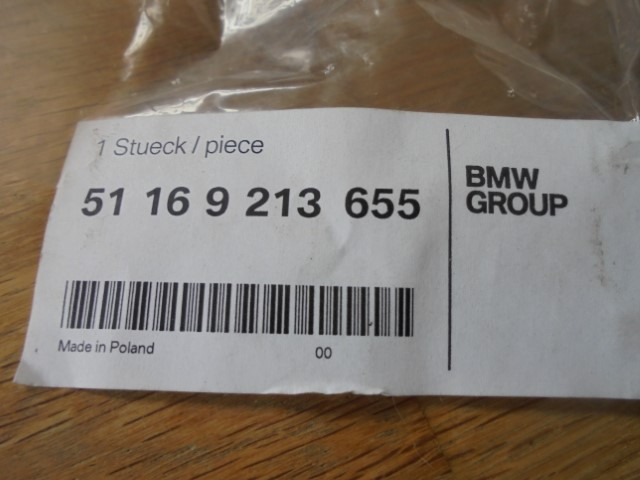 1 Stueck / piece
51 16 9 213 655
BMW
GROUP
Made in Poland
00